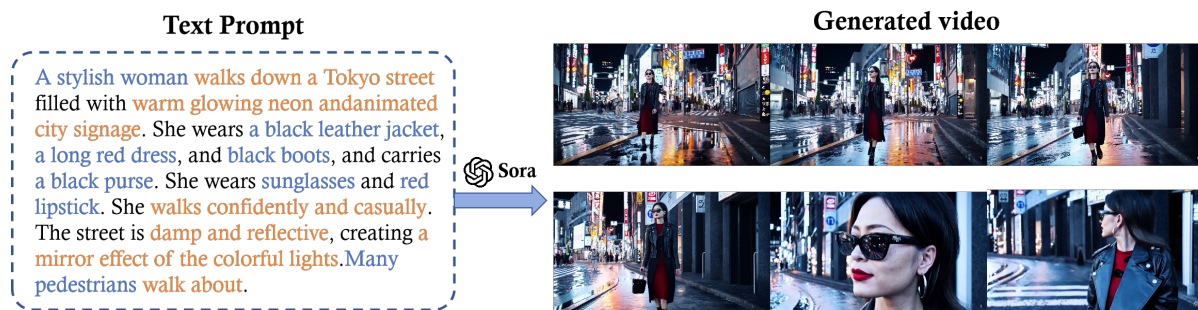 Text Prompt
A stylish woman walks down a Tokyo street
filled with warm glowing neon andanimated
city signage. She wears a black leather jacket,
a long red dress, and black boots, and carries
a black purse. She wears sunglasses and red
lipstick. She walks confidently and casually.
The street is damp and reflective, creating a
mirror effect of the colorful lights.Many
pedestrians walk about.
Sora
Generated video